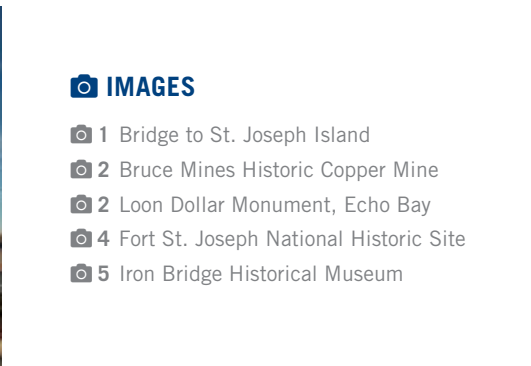 IMAGES
1 Bridge to St. Joseph Island
2 Bruce Mines Historic Copper Mine
2 Loon Dollar Monument, Echo Bay
4 Fort St. Joseph National Historic Site
5 Iron Bridge Historical Museum